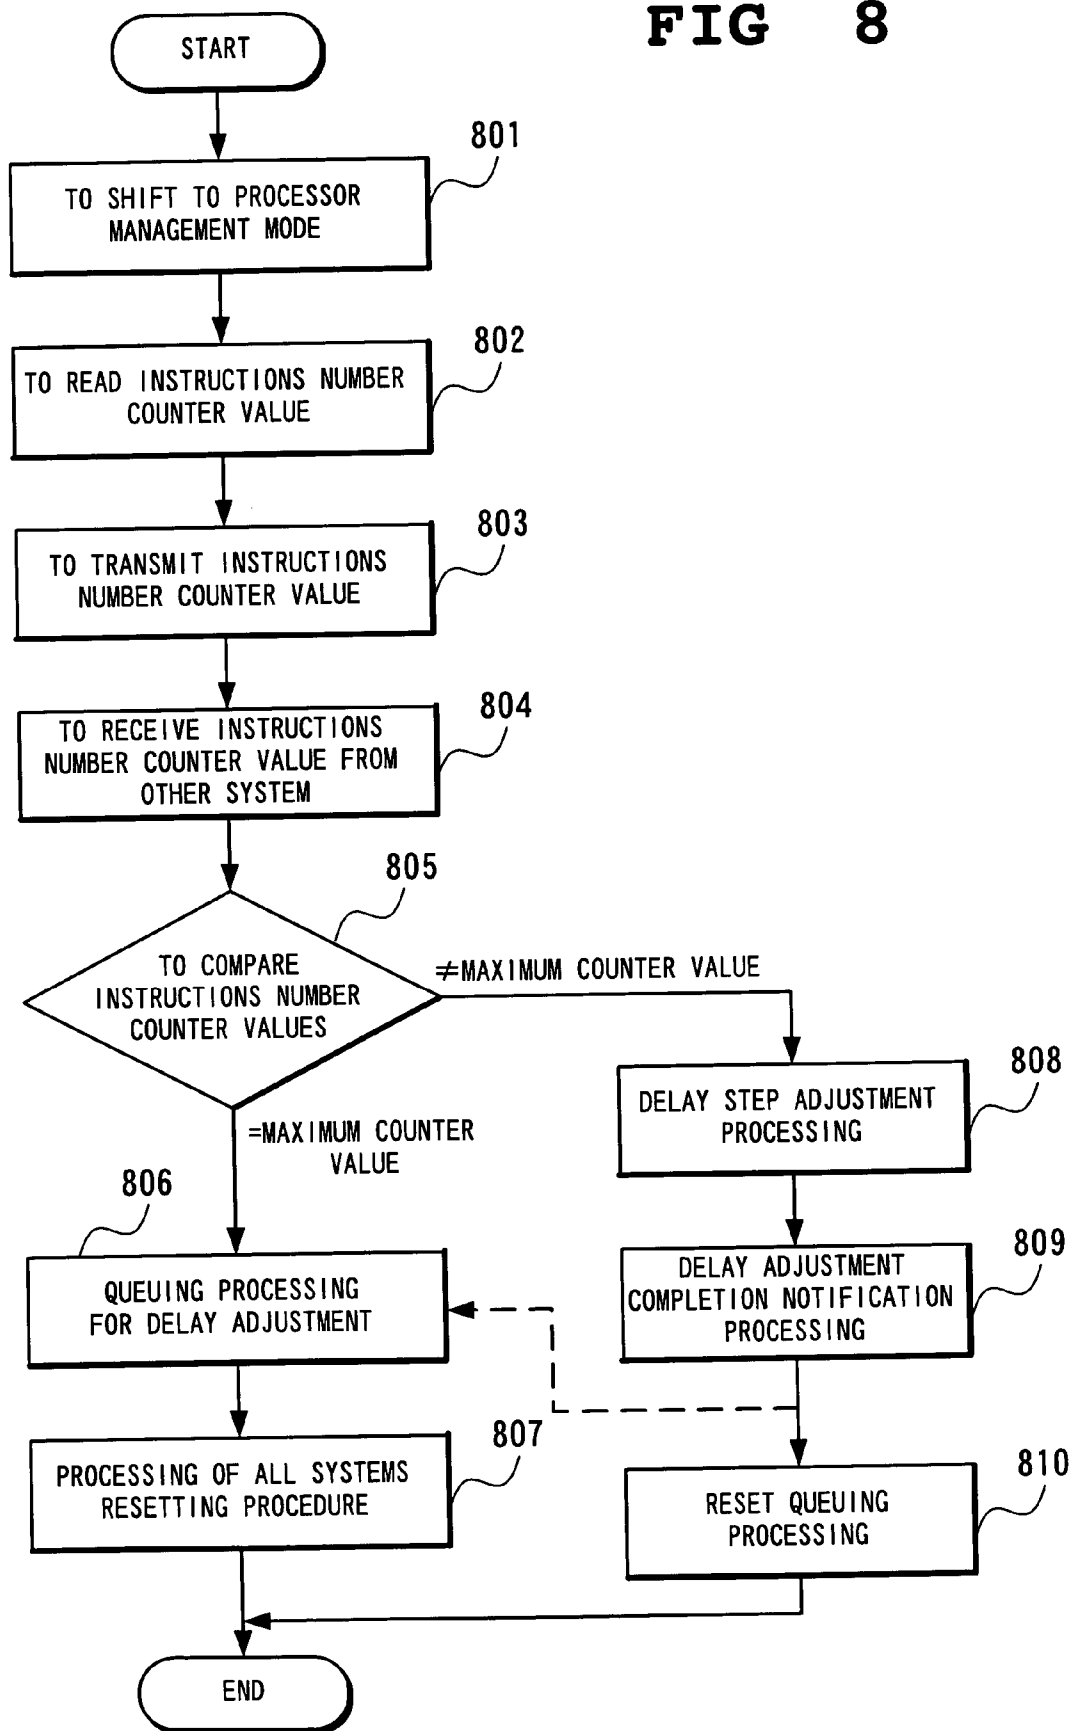 FIG 8
START
801
TO SHIFT TO PROCESSOR
MANAGEMENT MODE
802
TO READ INSTRUCTIONS NUMBER
COUNTER VALUE
803
TO TRANSMIT INSTRUCTIONS
NUMBER COUNTER VALUE
804
TO RECEIVE INSTRUCTIONS
NUMBER COUNTER VALUE FROM
OTHER SYSTEM
805
TO COMPARE
INSTRUCTIONS NUMBER
COUNTER VALUES
≠MAXIMUM COUNTER VALUE
=MAXIMUM COUNTER
VALUE
806
QUEUING PROCESSING
FOR DELAY ADJUSTMENT
807
PROCESSING OF ALL SYSTEMS
RESETTING PROCEDURE
808
DELAY STEP ADJUSTMENT
PROCESSING
809
DELAY ADJUSTMENT
COMPLETION NOTIFICATION
PROCESSING
810
RESET QUEUING
PROCESSING
END